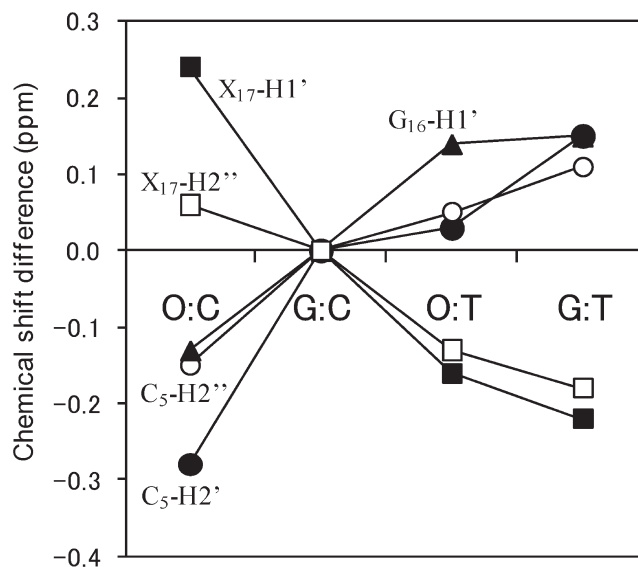 0.3
0.2
0.1
0.0
−0.1
−0.2
−0.3
−0.4
Chemical shift difference (ppm)
X17-H1’
G16-H1’
X17-H2’’
O:C G:C O:T G:T
C5-H2’’
C5-H2’